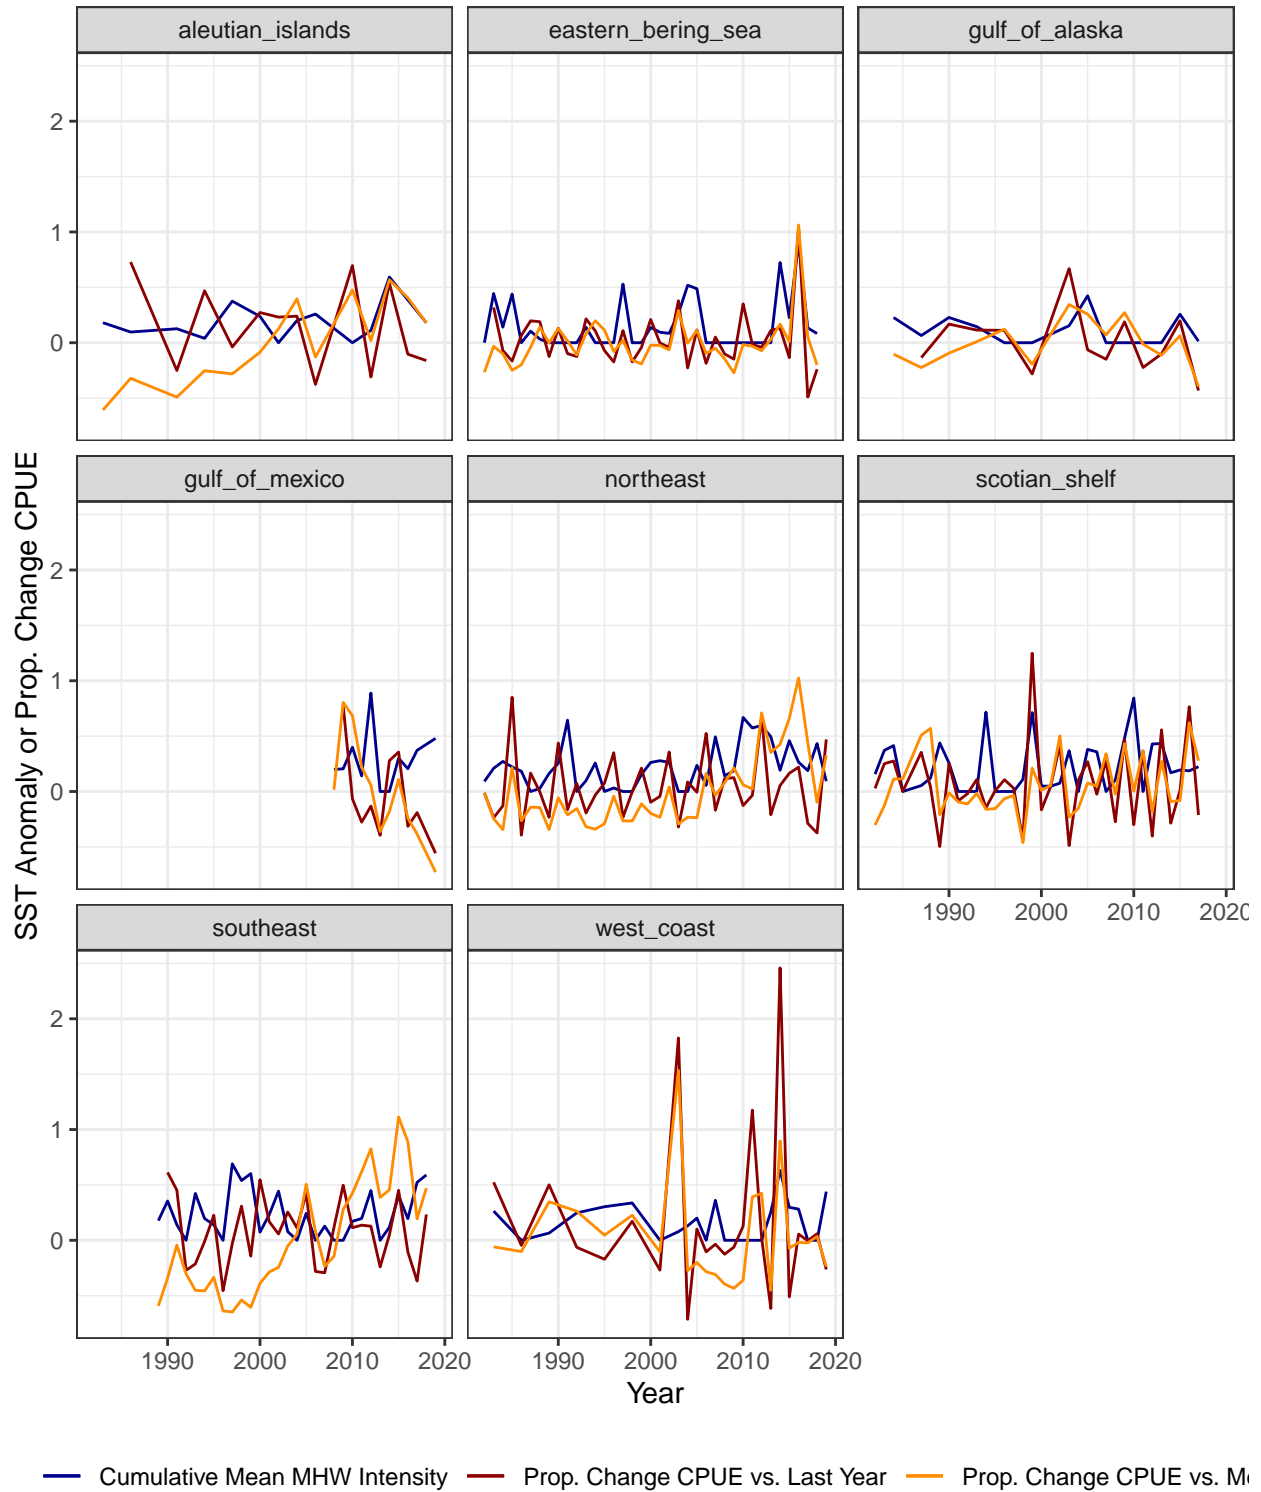 aleutian_islands eastern_bering_sea gulf_of_alaska
2
1
0
gulf_of_mexico northeast scotian_shelf
2
1
0
1990 2000 2010 2020
southeast west_coast
2
1
0
1990 2000 2010 2020 1990 2000 2010 2020
SST Anomaly or Prop. Change CPUE
Year
Cumulative Mean MHW Intensity Prop. Change CPUE vs. Last Year Prop. Change CPUE vs.